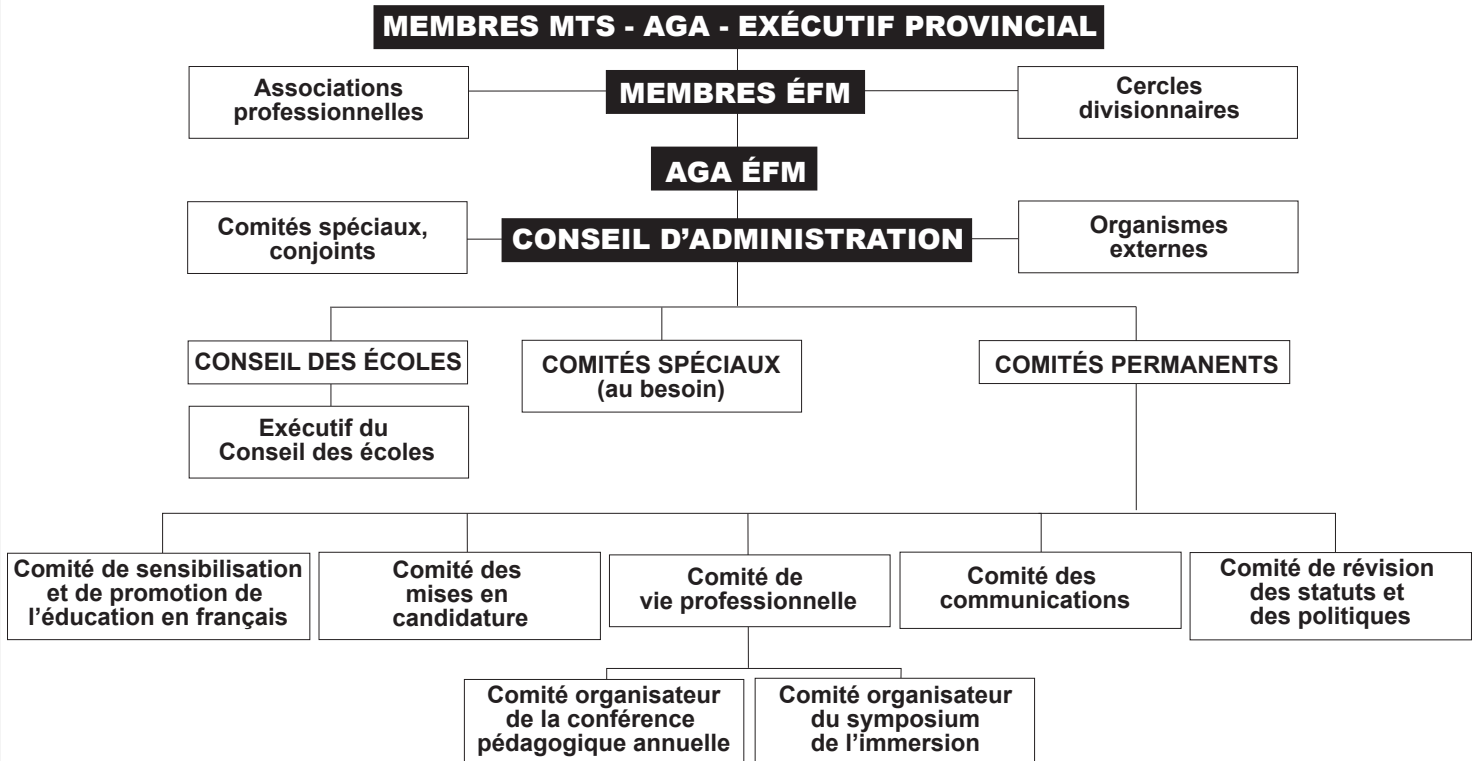 MEMBRES MTS - AGA - EXÉCUTIF PROVINCIAL
Associations
professionnelles
MEMBRES ÉFM
Cercles
divisionnaires
AGA ÉFM
Comités spéciaux,
conjoints
CONSEIL D’ADMINISTRATION
Organismes
externes
CONSEIL DES ÉCOLES
COMITÉS SPÉCIAUX
(au besoin)
COMITÉS PERMANENTS
Exécutif du
Conseil des écoles
Comité de sensibilisation
et de promotion de
l’éducation en français
Comité des
mises en
candidature
Comité de
vie professionnelle
Comité des
communications
Comité de révision
des statuts et
des politiques
Comité organisateur
de la conférence
pédagogique annuelle
Comité organisateur
du symposium
de l’immersion